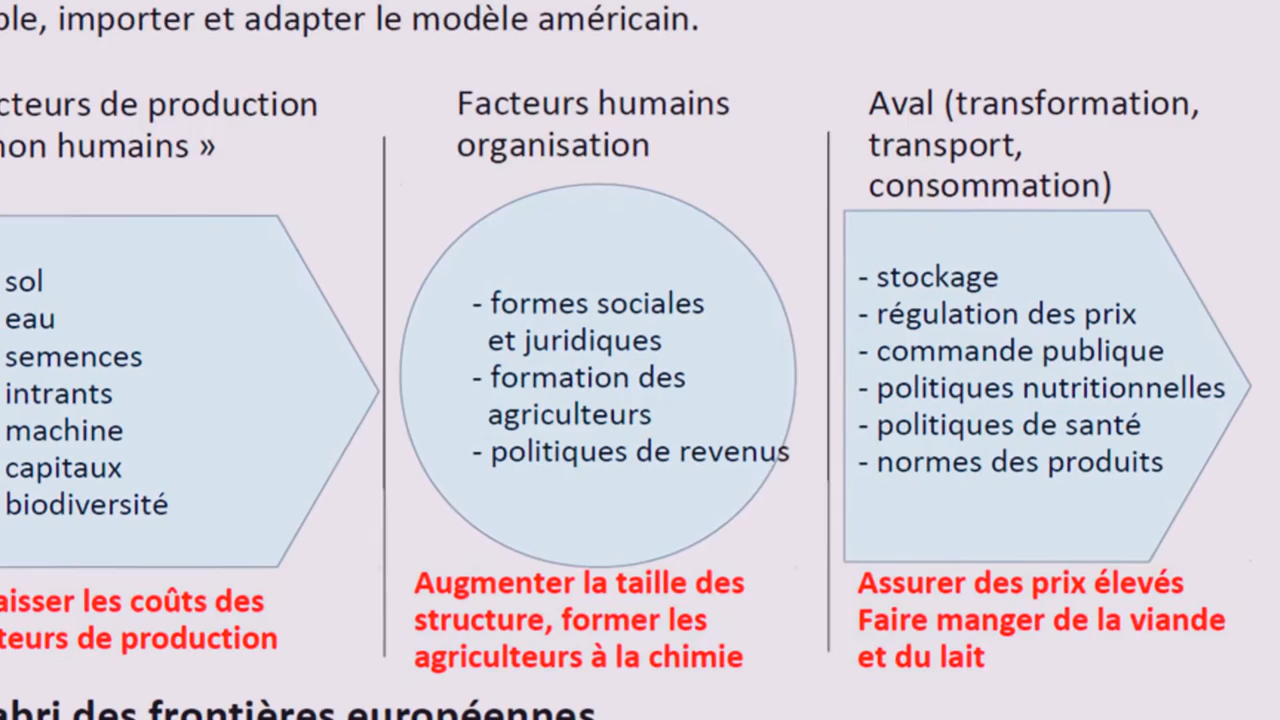 importer et adapter le modèle américain.
cteurs de production
non humains »
sol
eau
semences
intrants
machine
capitaux
biodiversité
aisser les coûts des
teurs de production
Facteurs humains
organisation
- formes sociales
et juridiques
- formation des
agriculteurs
- politiques de revenus
Augmenter la taille des
structure, former les
agriculteurs à la chimie
Aval (transformation,
transport,
consommation)
- stockage
- régulation des prix
- commande publique
- politiques nutritionnelles
- politiques de santé
- normes des produits
Assurer des prix élevés
Faire manger de la viande
et du lait
abri des frontières européennes